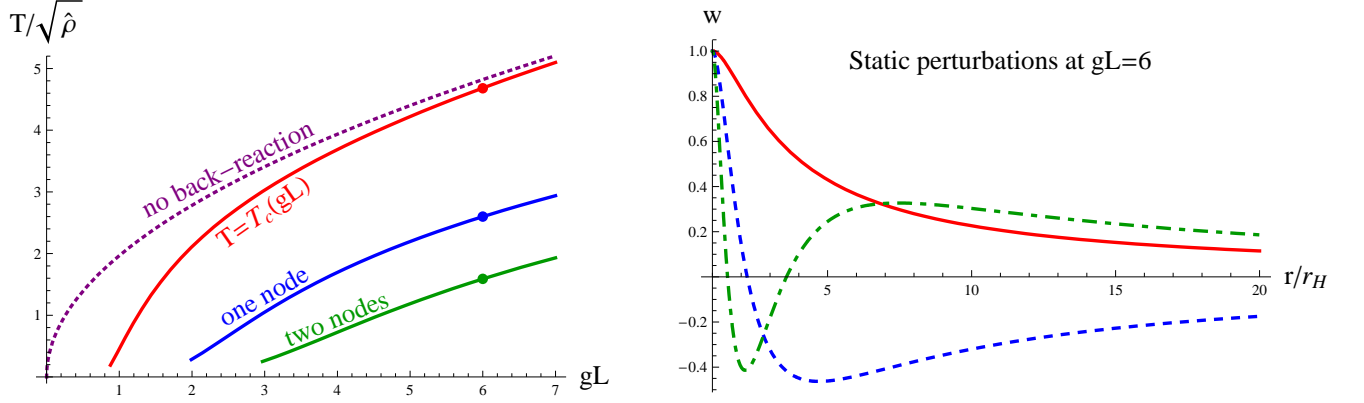 T/√ρ̂
5
4
3
2
1
no back−reaction
T=T_c(gL)
one node
two nodes
1 2 3 4 5 6 7
gL
w
Static perturbations at gL=6
1.0
0.8
0.6
0.4
0.2
−0.2
−0.4
5 10 15 20
r/r_H